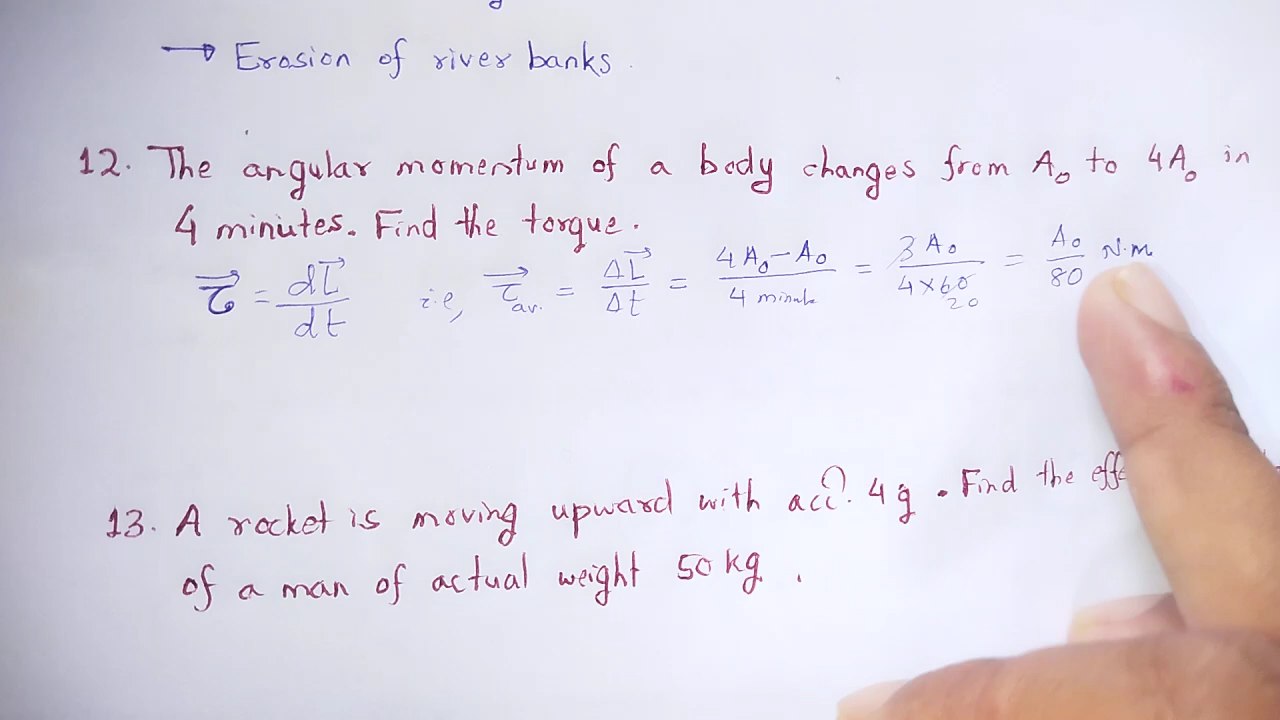 → Erosion of river banks.
12. The angular momentum of a body changes from A₀ to 4A₀ in
4 minutes. Find the torque.
τ⃗ = dL⃗/dt i.e, τ⃗av. = ΔL⃗/Δt = 4A₀-A₀/4 minute = 3A₀/4×60 20 = A₀/80 N.m
13. A rocket is moving upward with accⁿ. 4g. Find the
of a man of actual weight 50 kg.